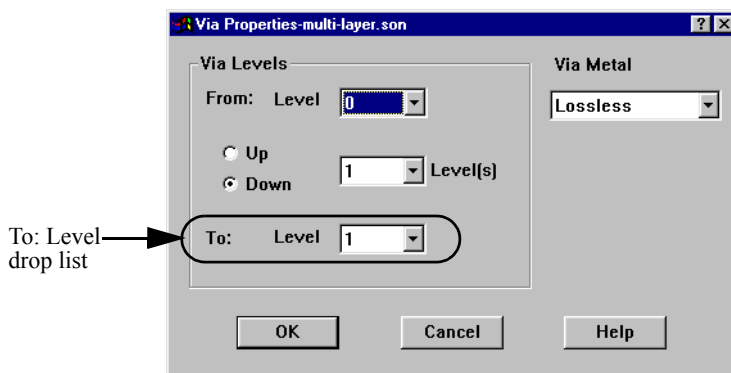 Via Properties-multi-layer.son
Via Levels
From: Level 0
Up
Down
1 Level(s)
To: Level 1
Via Metal
Lossless
To: Level
drop list
OK Cancel Help